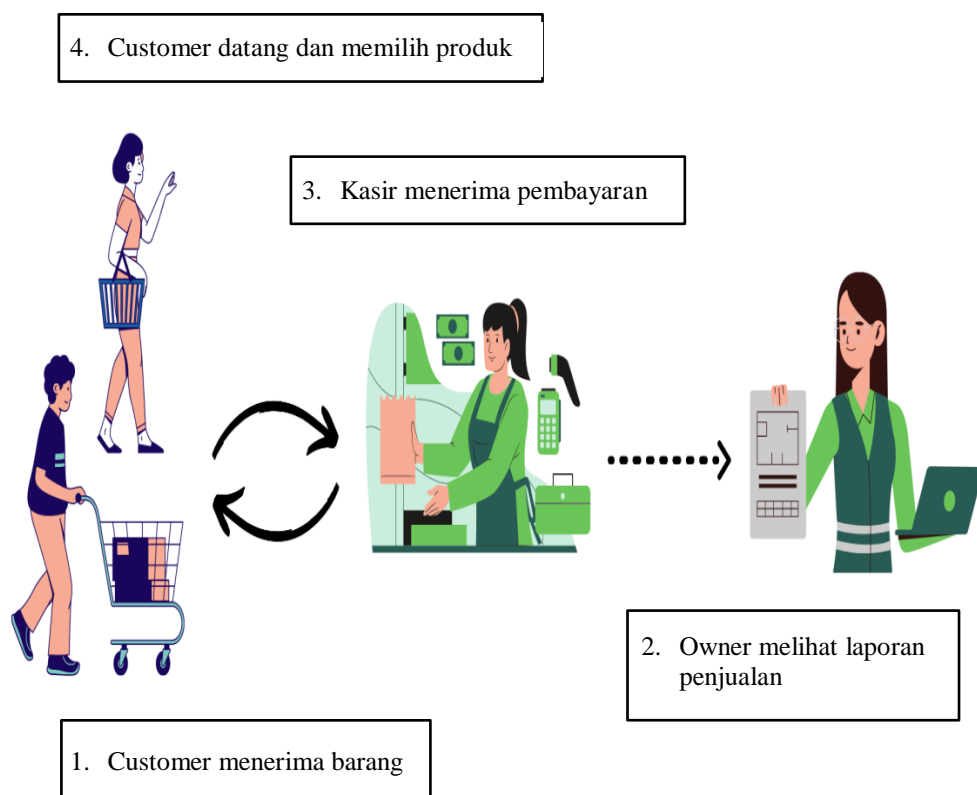 4. Customer datang dan memilih produk
3. Kasir menerima pembayaran
2. Owner melihat laporan
penjualan
1. Customer menerima barang